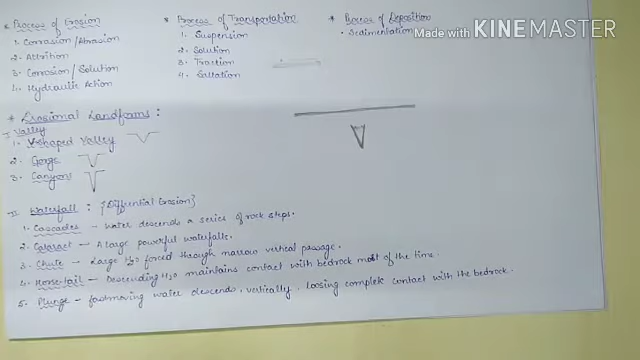 * Process of Erosion
1. Corrasion/Abrasion
2. Attrition
3. Corrosion/Solution
4. Hydraulic Action
* Process of Transportation
1. Suspension
2. Solution
3. Traction
4. Saltation
* Process of Deposition
• Sedimentation
Made with KINEMASTER
* Erosional Landforms:
I Valley
1. V-shaped Valley
2. Gorge
3. Canyons
II Waterfall: {Differential Erosion}
1. Cascades - Water descends a series of rock steps.
2. Cataract - A large powerful waterfalls.
3. Chute - Large H2O forced through narrow vertical passage.
4. Horse-tail - Descending H2O maintains contact with bedrock most of the time.
5. Plunge - fastmoving water descends, vertically, loosing complete contact with the bedrock.